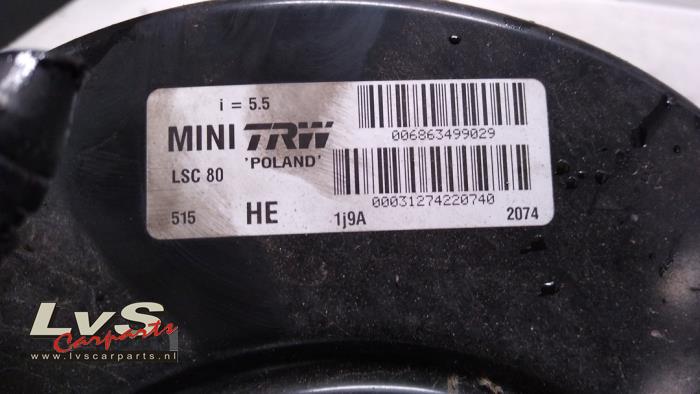 i = 5.5
MINI TRW
'POLAND'
006863499029
LSC 80
00031274220740
515 HE 1j9A 2074
LvS
Carparts
www.lvscarparts.nl